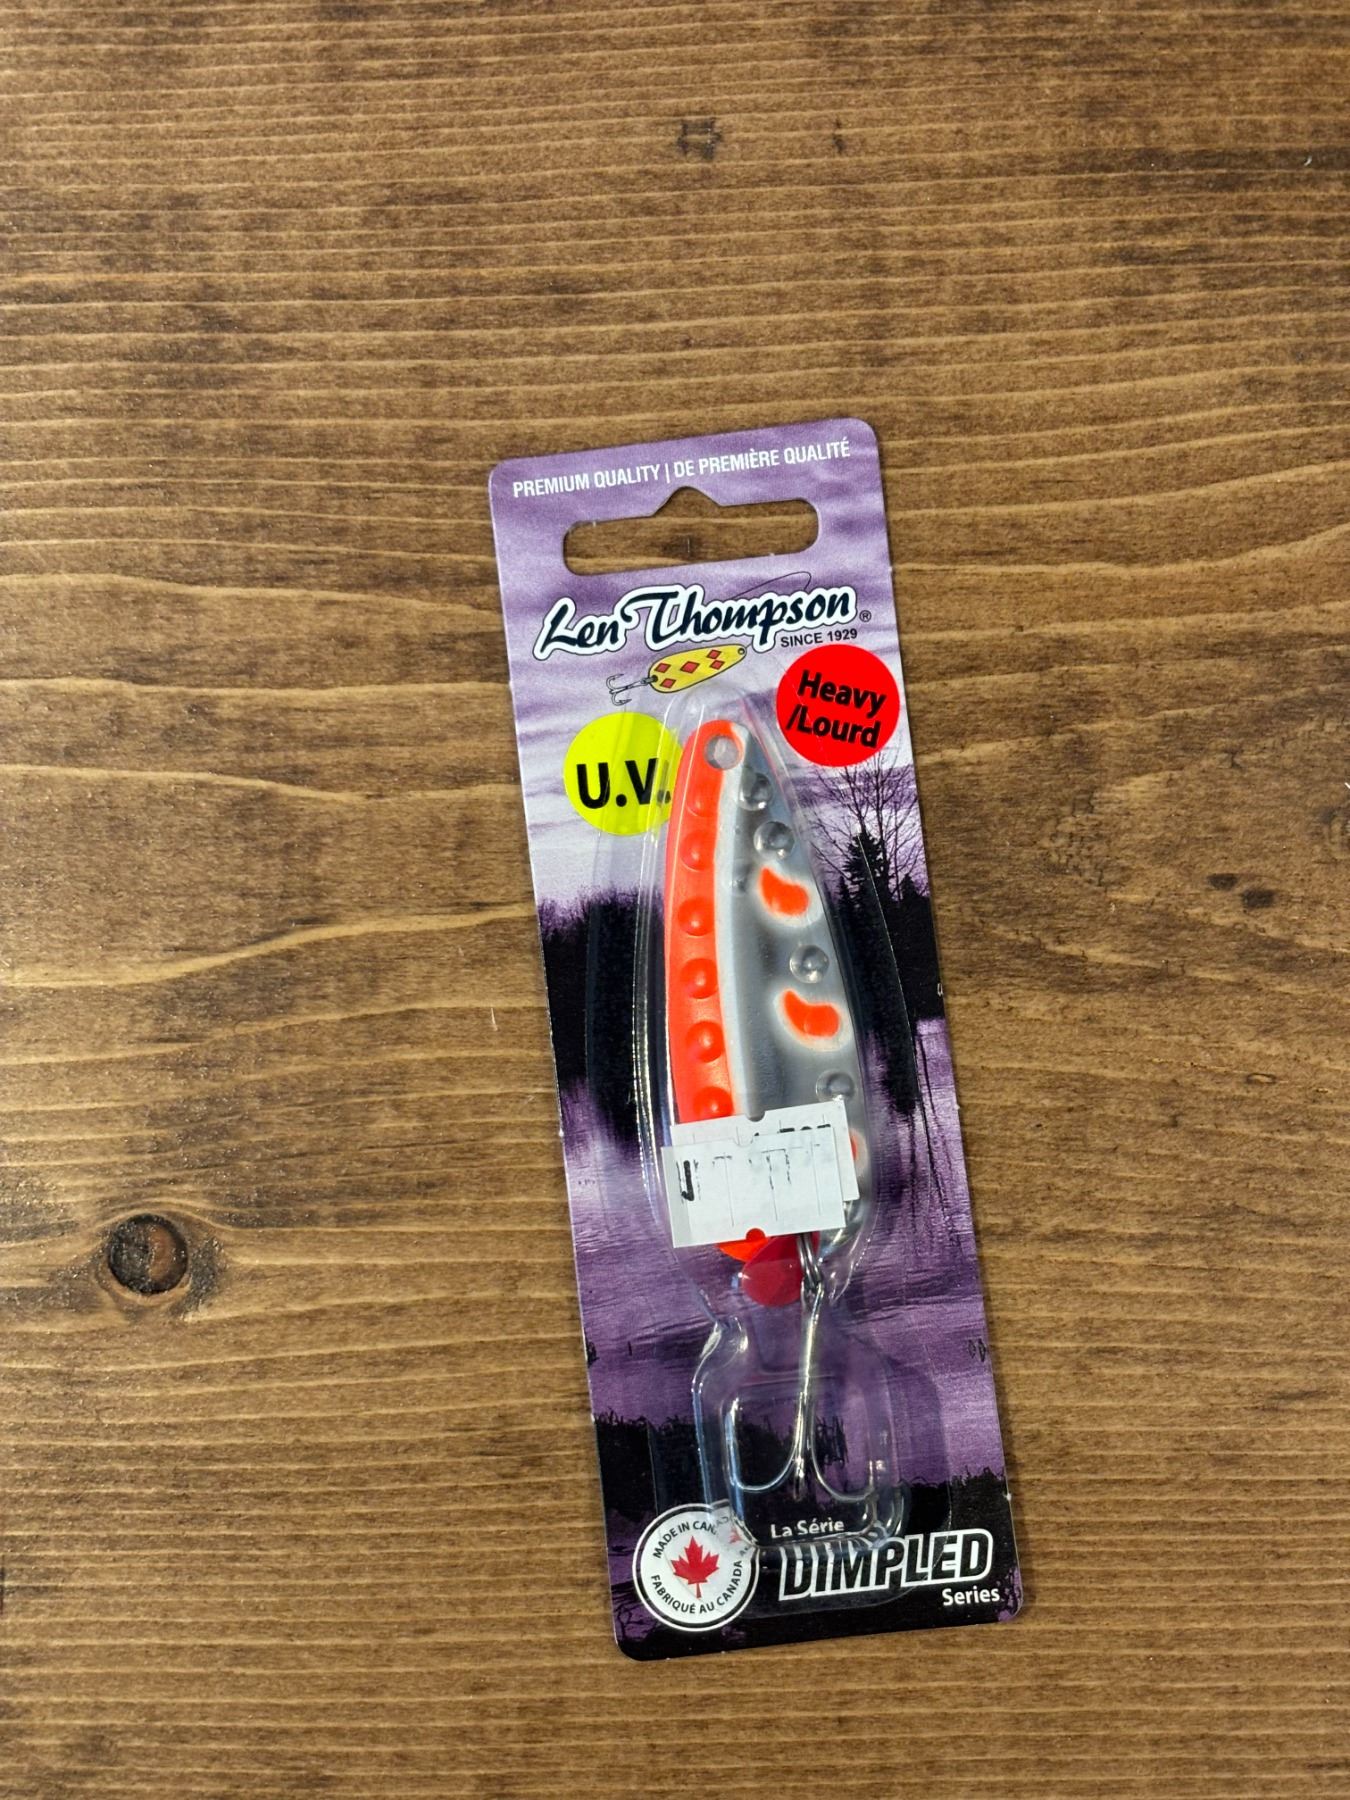 PREMIUM QUALITY | DE PREMIÈRE QUALITÉ
Len Thompson®
SINCE 1929
Heavy
/Lourd
U.V.
MADE IN CANADA
FABRIQUÉ AU CANADA
La Série
DIMPLED
Series